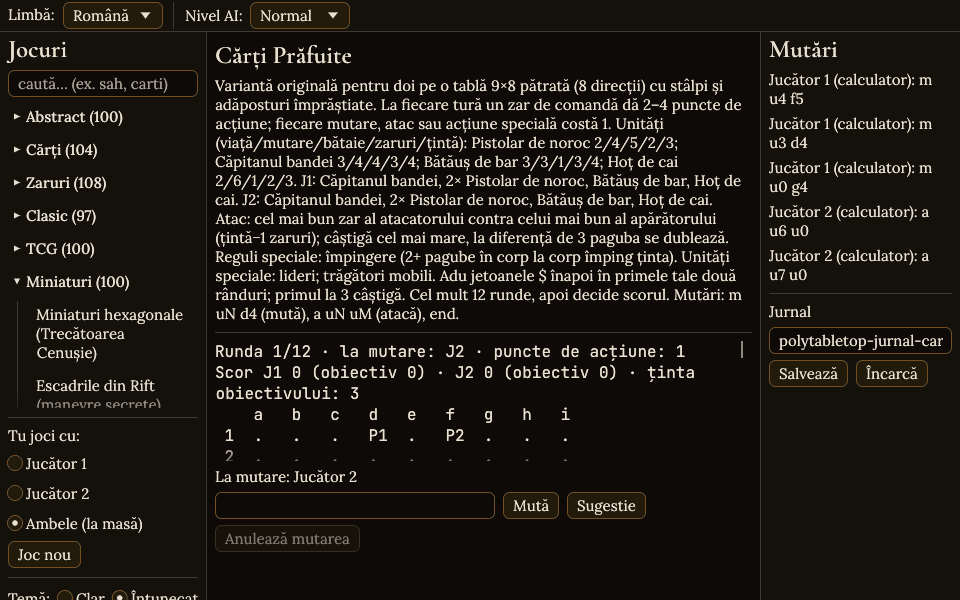 Limbă: Română Nivel AI: Normal
Jocuri
caută… (ex. sah, carti)
Abstract (100)
Cărți (104)
Zaruri (108)
Clasic (97)
TCG (100)
Miniaturi (100)
Miniaturi hexagonale
(Trecătoarea
Cenușie)
Escadrile din Rift
(manevre secrete)
Tu joci cu:
Jucător 1
Jucător 2
Ambele (la masă)
Joc nou
Temă: Clar Întunecat
Cărți Prăfuite
Variantă originală pentru doi pe o tablă 9×8 pătrată (8 direcții) cu stâlpi și
adăposturi împrăștiate. La fiecare tură un zar de comandă dă 2–4 puncte de
acțiune; fiecare mutare, atac sau acțiune specială costă 1. Unități
(viață/mutare/bătaie/zaruri/țintă): Pistolar de noroc 2/4/5/2/3;
Căpitanul bandei 3/4/4/3/4; Bătăuș de bar 3/3/1/3/4; Hoț de cai
2/6/1/2/3. J1: Căpitanul bandei, 2× Pistolar de noroc, Bătăuș de bar, Hoț de
cai. J2: Căpitanul bandei, 2× Pistolar de noroc, Bătăuș de bar, Hoț de cai.
Atac: cel mai bun zar al atacatorului contra celui mai bun al apărătorului
(țintă−1 zaruri); câștigă cel mai mare, la diferență de 3 paguba se dublează.
Reguli speciale: împingere (2+ pagube în corp la corp împing ținta). Unități
speciale: lideri; trăgători mobili. Adu jetoanele $ înapoi în primele tale două
rânduri; primul la 3 câștigă. Cel mult 12 runde, apoi decide scorul. Mutări: m
uN d4 (mută), a uN uM (atacă), end.
Runda 1/12 · la mutare: J2 · puncte de acțiune: 1
Scor J1 0 (obiectiv 0) · J2 0 (obiectiv 0) · ținta
obiectivului: 3
a b c d e f g h i
1 . . . P1 . P2 . . .
2 . . . . . . . . .
La mutare: Jucător 2
Mută Sugestie
Anulează mutarea
Mutări
Jucător 1 (calculator): m
u4 f5
Jucător 1 (calculator): m
u3 d4
Jucător 1 (calculator): m
u0 g4
Jucător 2 (calculator): a
u6 u0
Jucător 2 (calculator): a
u7 u0
Jurnal
polytabletop-jurnal-car
Salvează Încarcă